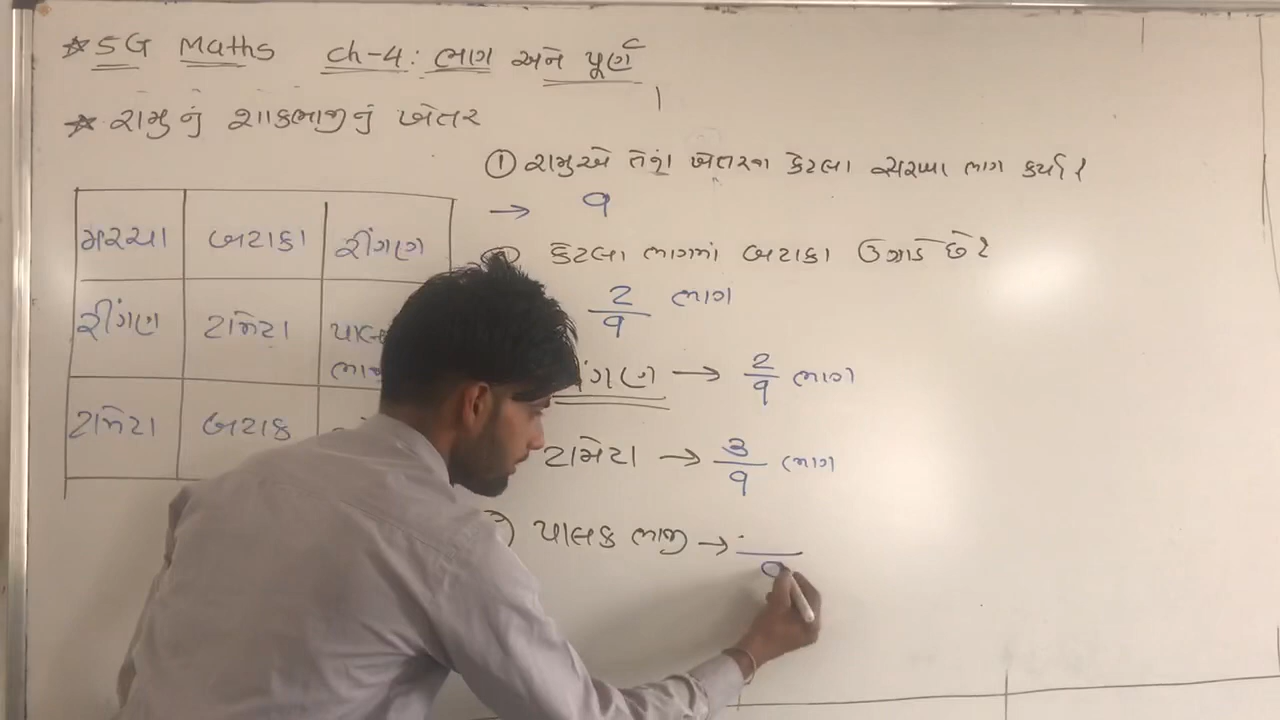 ★ 5G Maths ch-4: ભાગ અને પૂર્ણ
★ રામુનું શાકભાજીનું ખેતર
① રામુએ તેનાં ખેતરના કેટલા સરખા ભાગ કર્યા?
→ 9
કેટલા ભાગમાં બટાકા ઉગાડે છે?
2/9 ભાગ
ંગણ → 2/9 ભાગ
ટામેટા → 3/9 ભાગ
પાલક ભાજી → /9
મરચા બટાકા રીંગણ
રીંગણ ટામેટા
ટામેટા બટાક